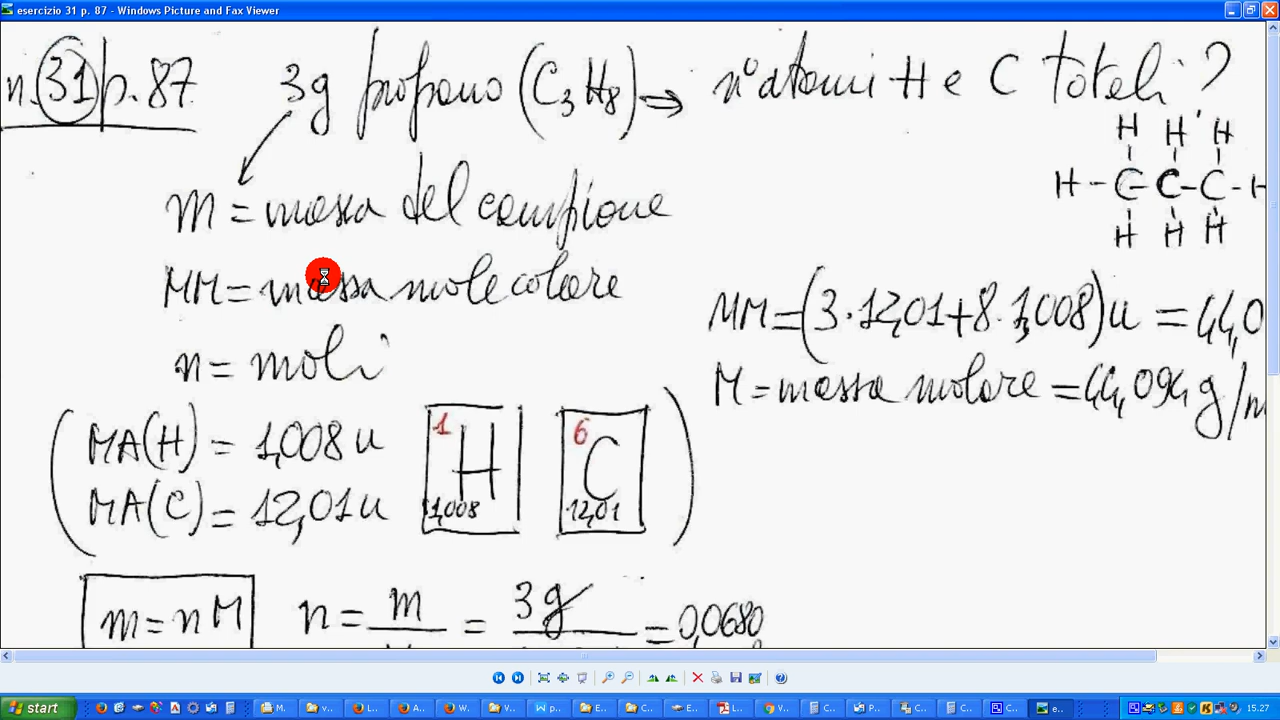 esercizio 31 p. 87 - Windows Picture and Fax Viewer
n. 31 p. 87 3g propano (C3H8) ⇒ n° atomi H e C totali?
H H H
H - C - C - C - H
H H H
m = massa del campione
MM = massa molecolare
MM = (3·12,01+8·1,008)u = 44,0
n = moli
M = massa molare = 44,094 g/m
MA(H) = 1,008 u
1 H 1,008
6 C 12,01
MA(C) = 12,01 u
m = n M n = m = 3g = 0,0680
start M... v... Li... A... W... V... p... E... C... E... L... V... C... P... C... C... C... e... 15.27